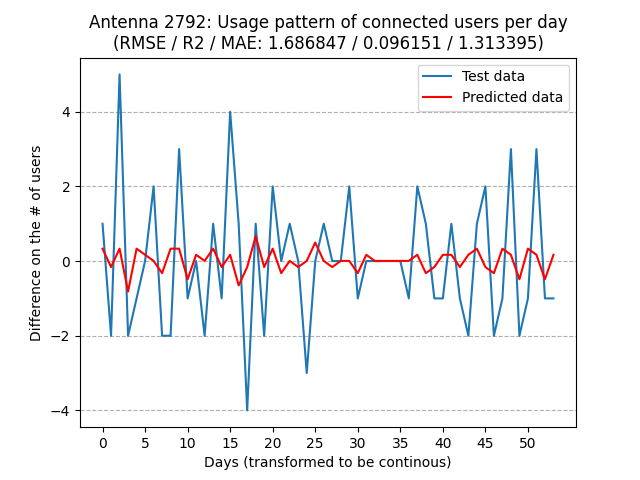 Antenna 2792: Usage pattern of connected users per day
(RMSE / R2 / MAE: 1.686847 / 0.096151 / 1.313395)
Test data
Predicted data
Difference on the # of users
4
2
0
−2
−4
0 5 10 15 20 25 30 35 40 45 50
Days (transformed to be continous)